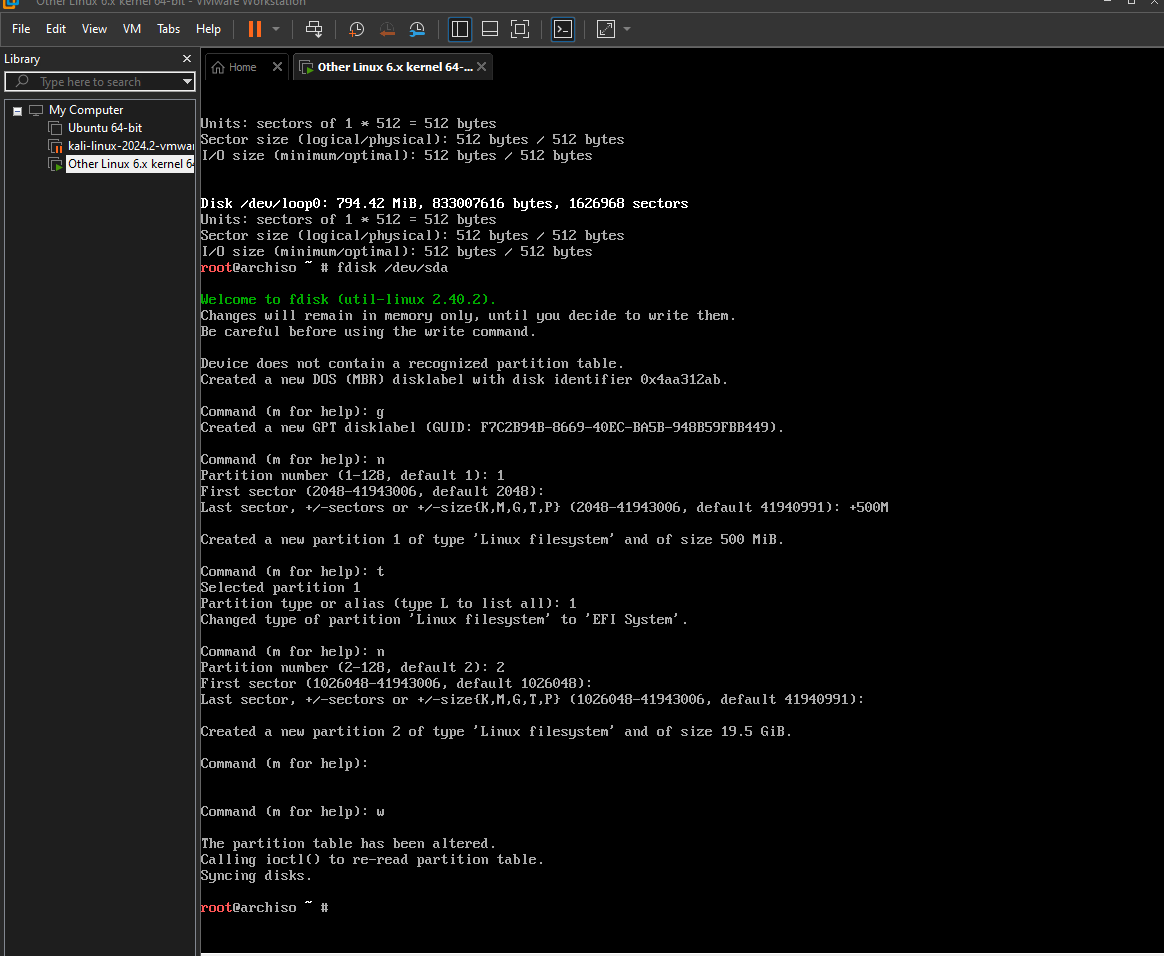 Other Linux 6.x kernel 64-bit - VMware Workstation
File Edit View VM Tabs Help
Library
Type here to search
My Computer
Ubuntu 64-bit
kali-linux-2024.2-vmwar
Other Linux 6.x kernel 64
Home
Other Linux 6.x kernel 64-...
Units: sectors of 1 * 512 = 512 bytes
Sector size (logical/physical): 512 bytes / 512 bytes
I/O size (minimum/optimal): 512 bytes / 512 bytes
Disk /dev/loop0: 794.42 MiB, 833007616 bytes, 1626968 sectors
Units: sectors of 1 * 512 = 512 bytes
Sector size (logical/physical): 512 bytes / 512 bytes
I/O size (minimum/optimal): 512 bytes / 512 bytes
root@archiso ~ # fdisk /dev/sda
Welcome to fdisk (util-linux 2.40.2).
Changes will remain in memory only, until you decide to write them.
Be careful before using the write command.
Device does not contain a recognized partition table.
Created a new DOS (MBR) disklabel with disk identifier 0x4aa312ab.
Command (m for help): g
Created a new GPT disklabel (GUID: F7C2B94B-8669-40EC-BA5B-948B59FBB449).
Command (m for help): n
Partition number (1-128, default 1): 1
First sector (2048-41943006, default 2048):
Last sector, +/-sectors or +/-size{K,M,G,T,P} (2048-41943006, default 41940991): +500M
Created a new partition 1 of type 'Linux filesystem' and of size 500 MiB.
Command (m for help): t
Selected partition 1
Partition type or alias (type L to list all): 1
Changed type of partition 'Linux filesystem' to 'EFI System'.
Command (m for help): n
Partition number (2-128, default 2): 2
First sector (1026048-41943006, default 1026048):
Last sector, +/-sectors or +/-size{K,M,G,T,P} (1026048-41943006, default 41940991):
Created a new partition 2 of type 'Linux filesystem' and of size 19.5 GiB.
Command (m for help):
Command (m for help): w
The partition table has been altered.
Calling ioctl() to re-read partition table.
Syncing disks.
root@archiso ~ #